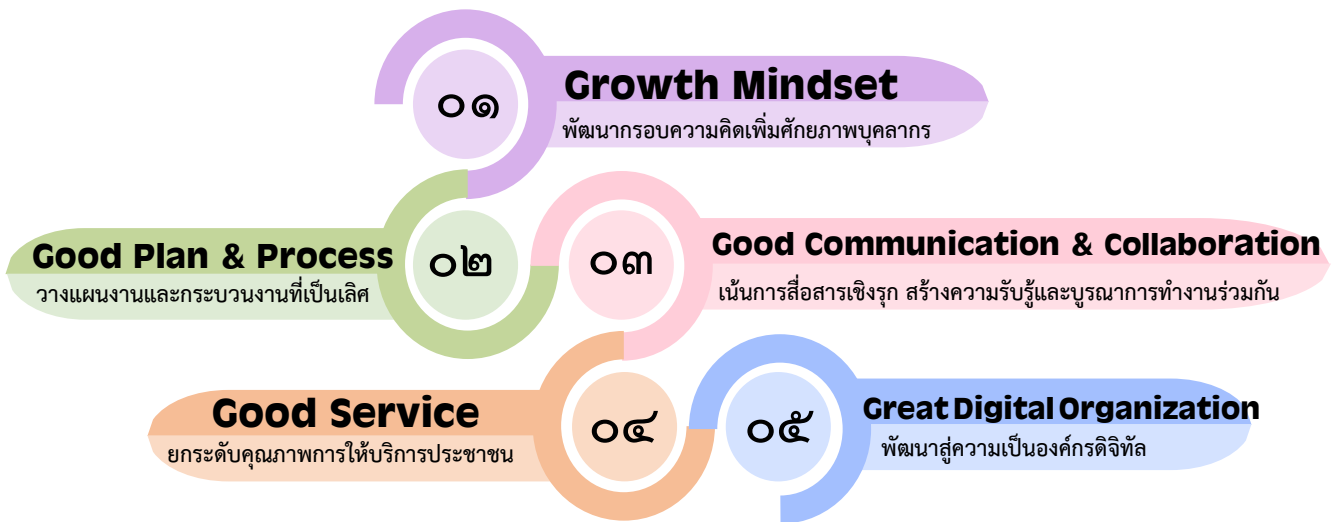 ๐๑
Growth Mindset
พัฒนากรอบความคิดเพิ่มศักยภาพบุคลากร
Good Plan & Process
วางแผนงานและกระบวนงานที่เป็นเลิศ
๐๒
๐๓
Good Communication & Collaboration
เน้นการสื่อสารเชิงรุก สร้างความรับรู้และบูรณาการทำงานร่วมกัน
Good Service
ยกระดับคุณภาพการให้บริการประชาชน
๐๔
๐๕
Great Digital Organization
พัฒนาสู่ความเป็นองค์กรดิจิทัล